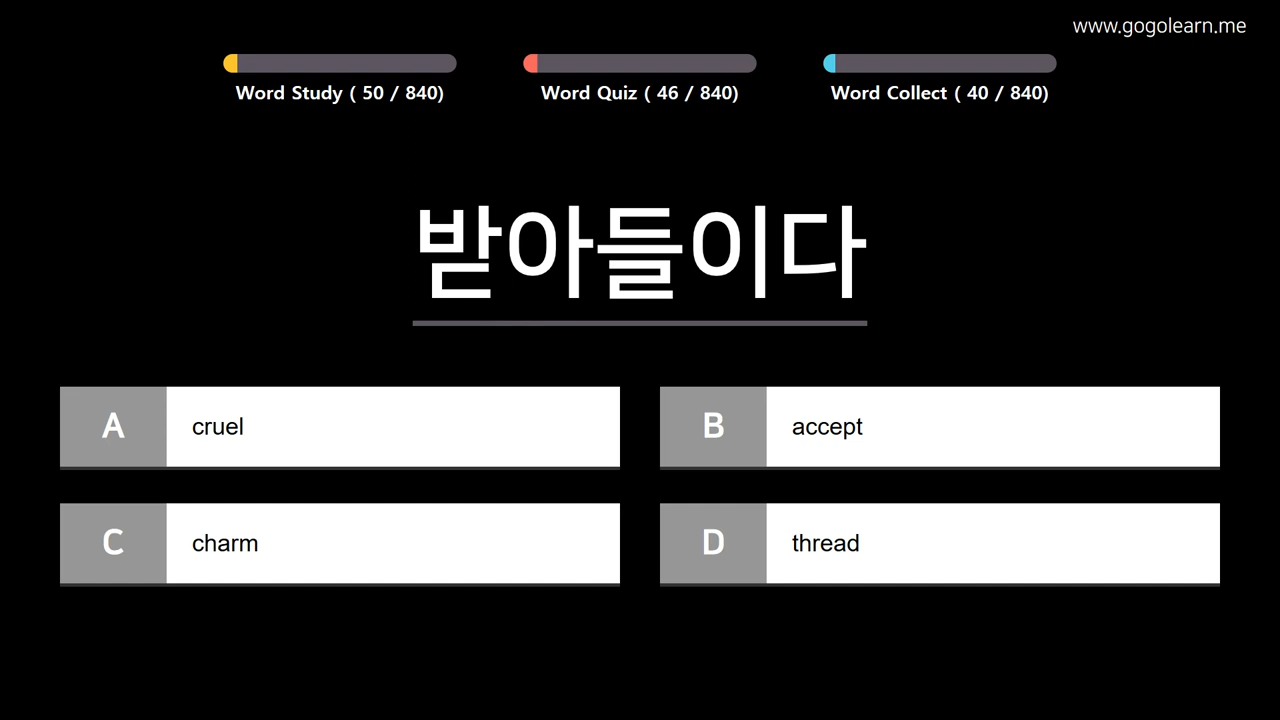 www.gogolearn.me
Word Study ( 50 / 840)
Word Quiz ( 46 / 840)
Word Collect ( 40 / 840)
받아들이다
A cruel
B accept
C charm
D thread